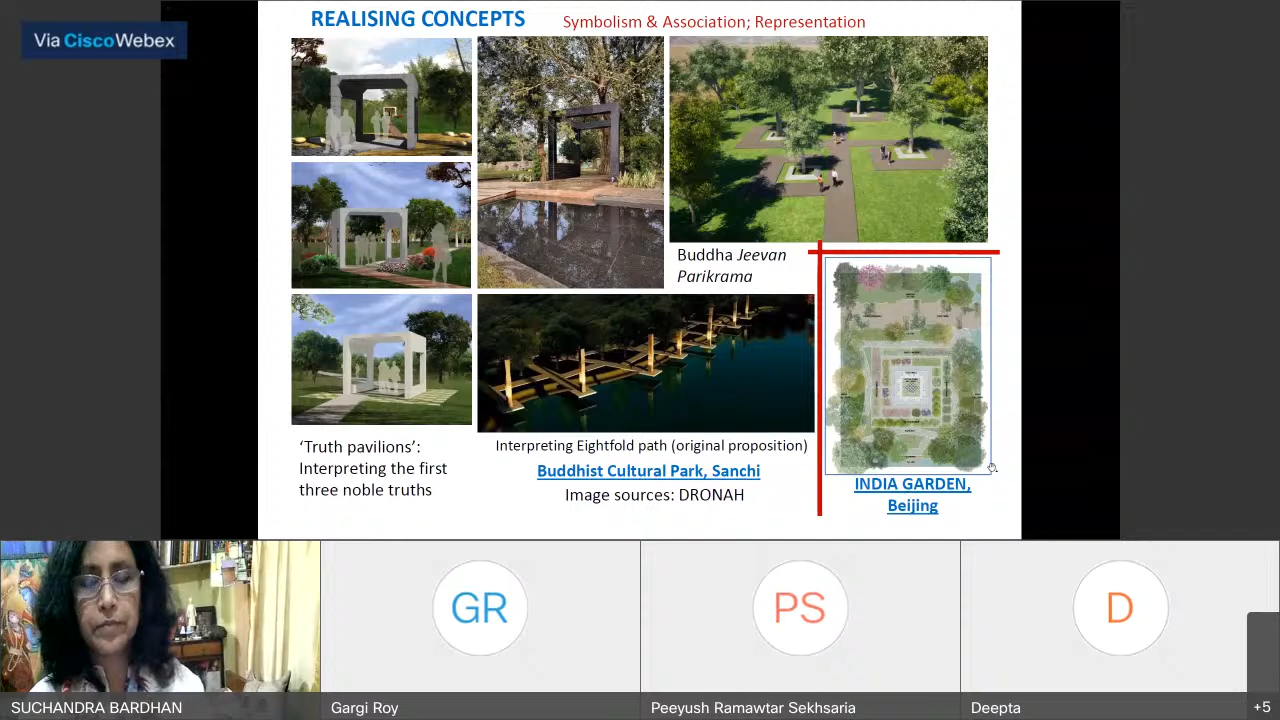 REALISING CONCEPTS
Symbolism & Association; Representation
Via CiscoWebex
Buddha Jeevan
Parikrama
'Truth pavilions':
Interpreting the first
three noble truths
Interpreting Eightfold path (original proposition)
Buddhist Cultural Park, Sanchi
Image sources: DRONAH
INDIA GARDEN,
Beijing
GR
PS
D
SUCHANDRA BARDHAN
Gargi Roy
Peeyush Ramawtar Sekhsaria
Deepta
+5